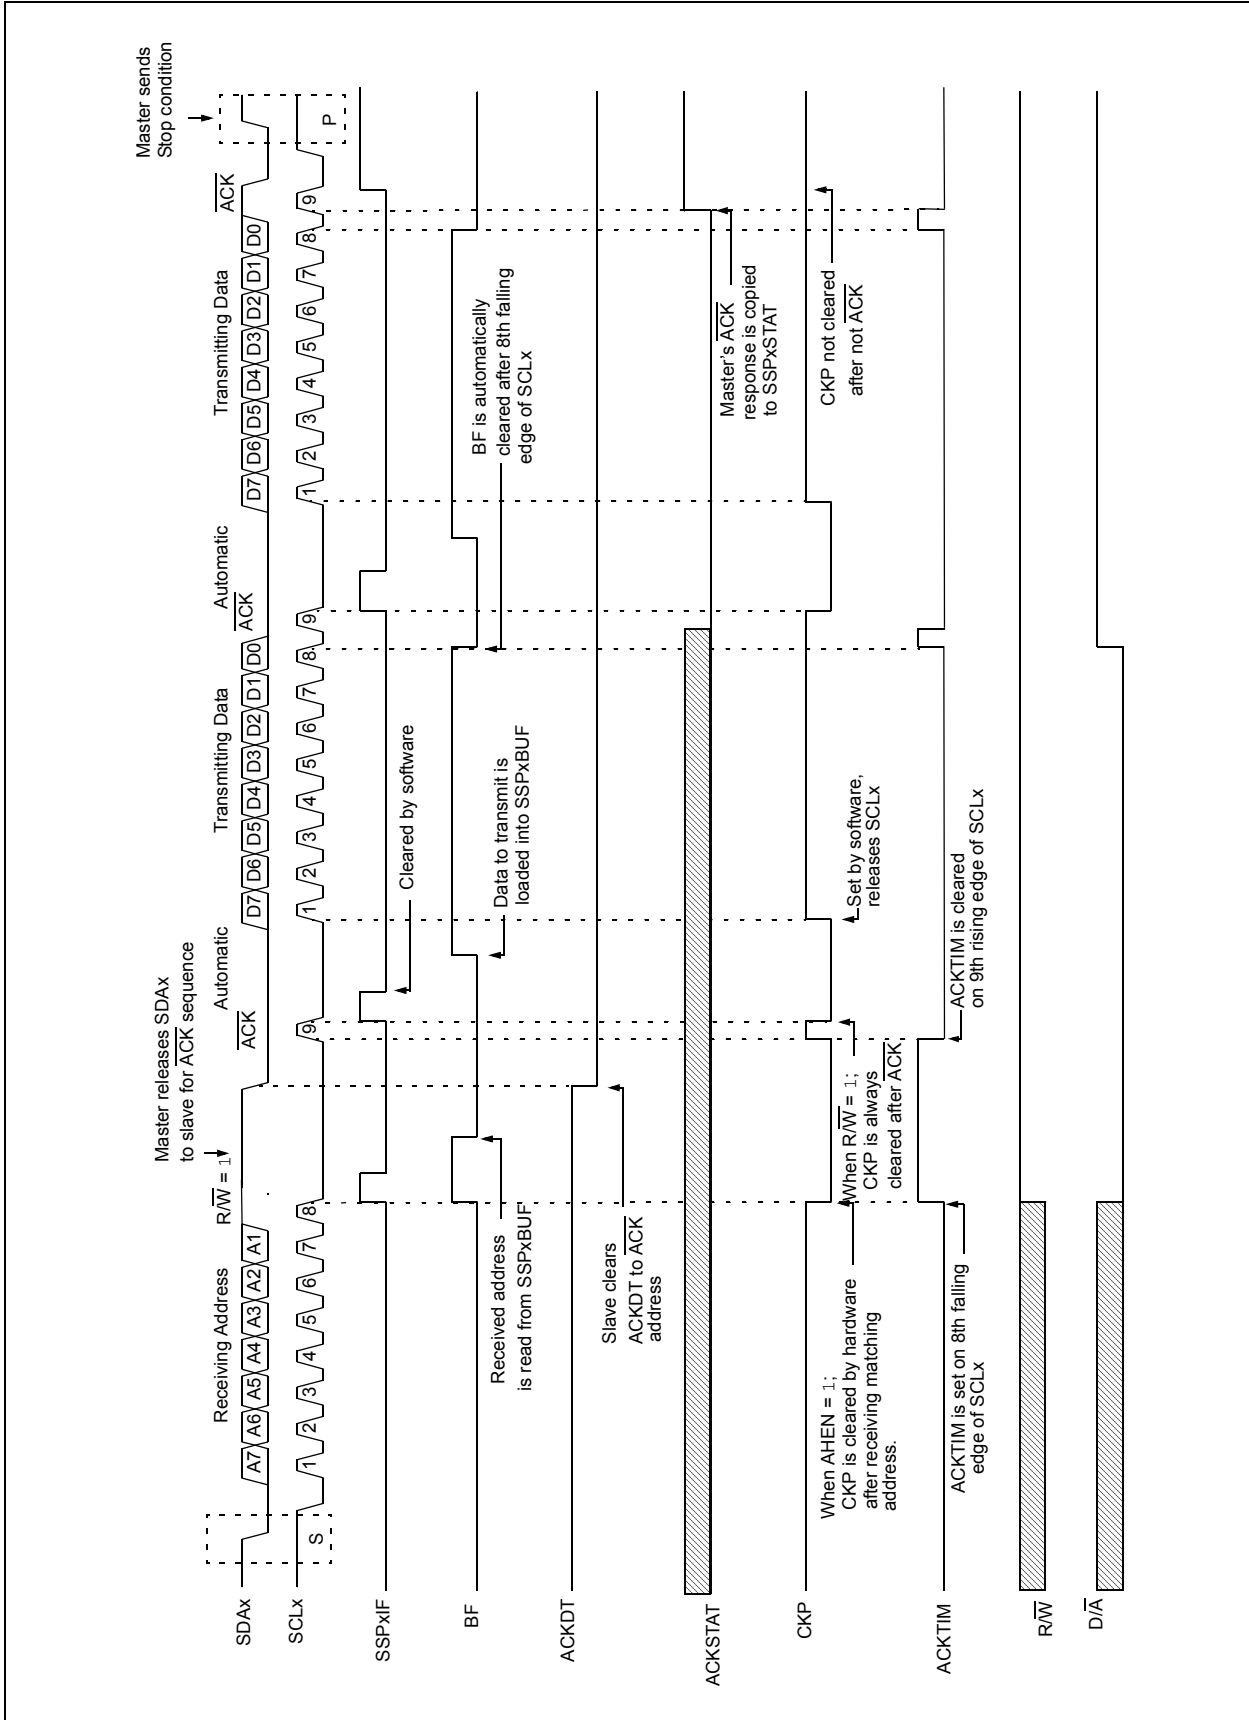 Master releases SDAx
to slave for ACK sequence
Master sends
Stop condition
Receiving Address
R/W = 1
ACK
Automatic
Transmitting Data
ACK
Automatic
Transmitting Data
ACK
SDAx
A7 A6 A5 A4 A3 A2 A1
D7 D6 D5 D4 D3 D2 D1 D0
D7 D6 D5 D4 D3 D2 D1 D0
SCLx
S
1 2 3 4 5 6 7 8 9
1 2 3 4 5 6 7 8 9
1 2 3 4 5 6 7 8 9
P
SSPxIF
Cleared by software
BF
Received address
is read from SSPxBUF
Data to transmit is
loaded into SSPxBUF
BF is automatically
cleared after 8th falling
edge of SCLx
ACKDT
Slave clears
ACKDT to ACK
address
ACKSTAT
Master's ACK
response is copied
to SSPxSTAT
CKP
When AHEN = 1;
CKP is cleared by hardware
after receiving matching
address.
When R/W = 1;
CKP is always
cleared after ACK
Set by software,
releases SCLx
CKP not cleared
after not ACK
ACKTIM
ACKTIM is set on 8th falling
edge of SCLx
ACKTIM is cleared
on 9th rising edge of SCLx
R/W
D/A